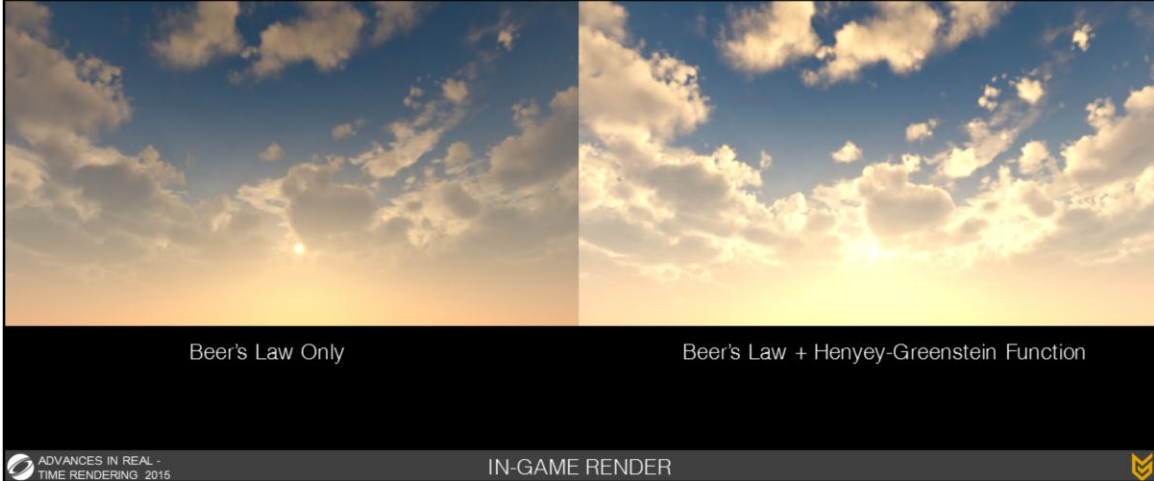 Beer's Law Only
Beer's Law + Henyey-Greenstein Function
ADVANCES IN REAL -
TIME RENDERING 2015
IN-GAME RENDER